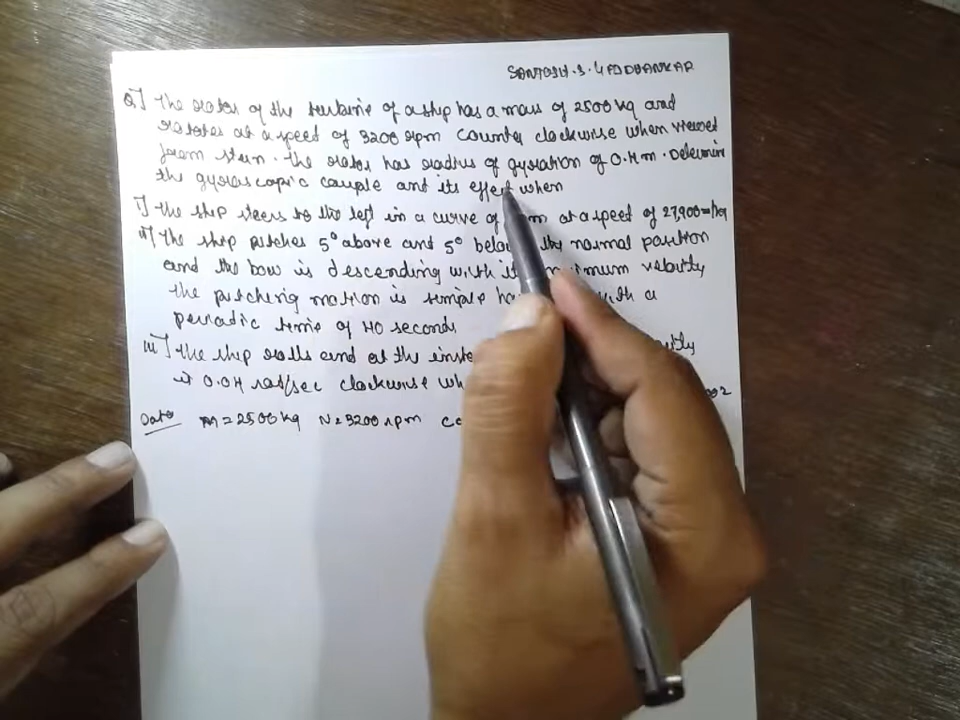 SANTOSH.S.GADHANKAR
Q] The rotor of the turbine of a ship has a mass of 2500 kg and
rotates at a speed of 3200 rpm counter clockwise when viewed
from stern. The rotor has radius of gyration of 0.4 m. Determine
the gyroscopic couple and its effect when
i] The ship steers to the left in a curve of m at a speed of 27,900 m/hr
ii] The ship pitches 5° above and 5° below the normal position
and the bow is descending with its maximum velocity
the pitching motion is simple with a
periodic time of 40 seconds
iii] The ship rolls and at the
is 0.04 rad/sec clockwise 2
Data m = 2500 kg N = 3200 rpm